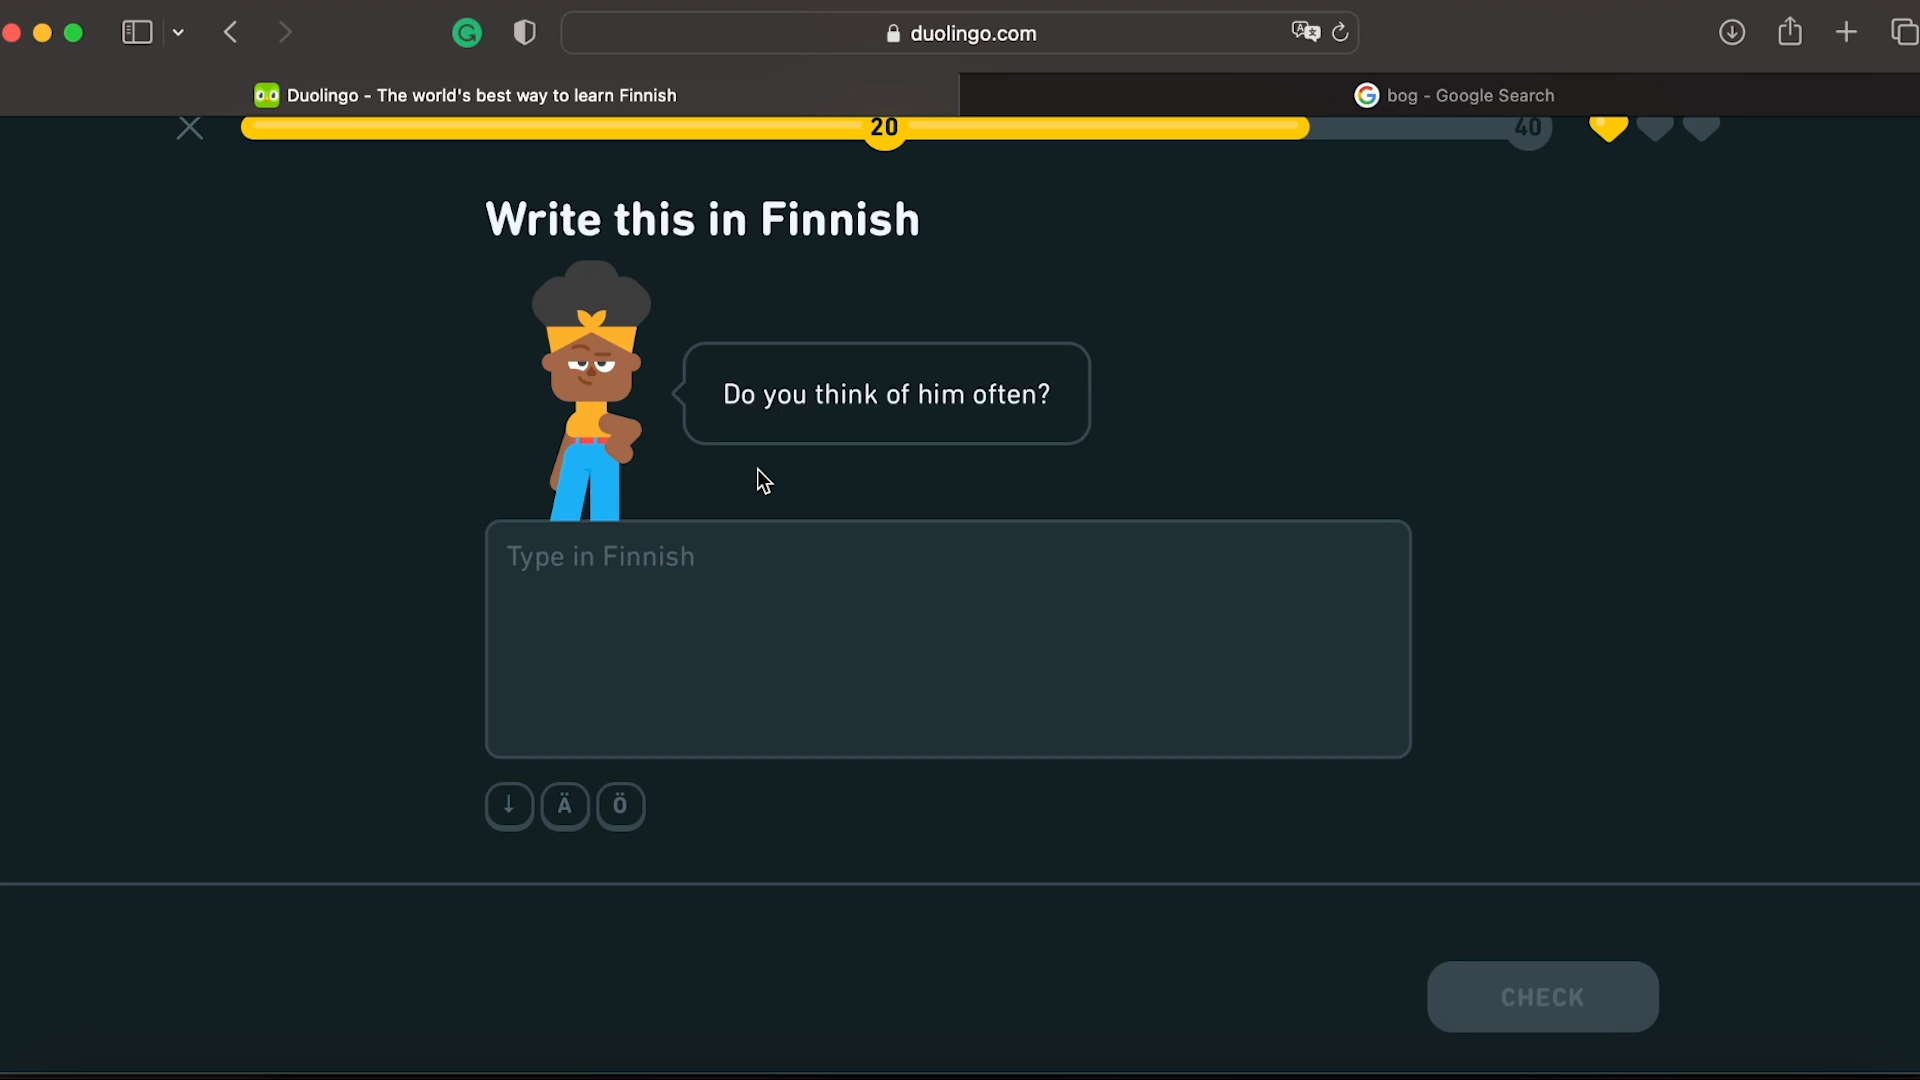 duolingo.com
Duolingo - The world's best way to learn Finnish
bog - Google Search
20
40
Write this in Finnish
Do you think of him often?
Type in Finnish
↓ Ä Ö
CHECK